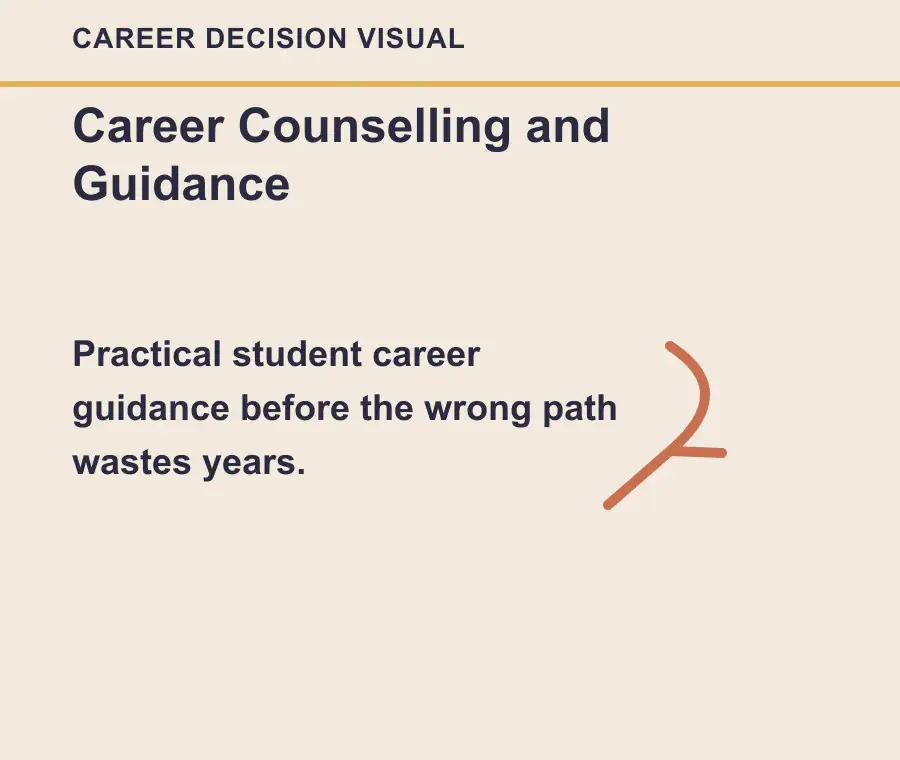 CAREER DECISION VISUAL
Career Counselling and
Guidance
Practical student career
guidance before the wrong path
wastes years.